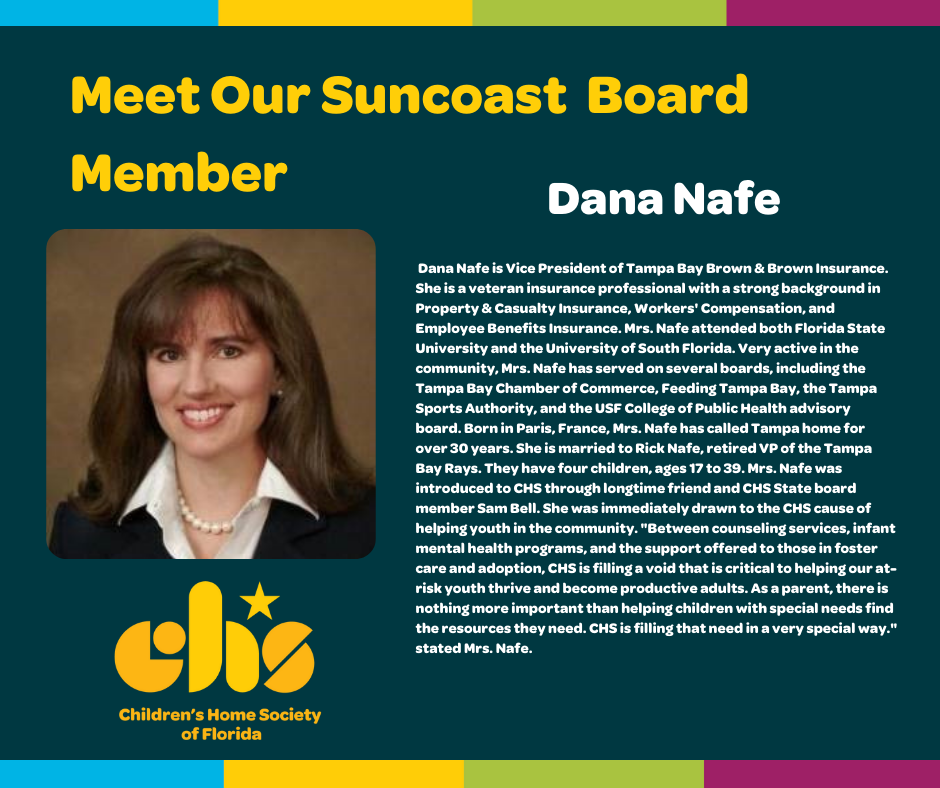 Meet Our Suncoast Board
Member
Dana Nafe
Dana Nafe is Vice President of Tampa Bay Brown & Brown Insurance.
She is a veteran insurance professional with a strong background in
Property & Casualty Insurance, Workers' Compensation, and
Employee Benefits Insurance. Mrs. Nafe attended both Florida State
University and the University of South Florida. Very active in the
community, Mrs. Nafe has served on several boards, including the
Tampa Bay Chamber of Commerce, Feeding Tampa Bay, the Tampa
Sports Authority, and the USF College of Public Health advisory
board. Born in Paris, France, Mrs. Nafe has called Tampa home for
over 30 years. She is married to Rick Nafe, retired VP of the Tampa
Bay Rays. They have four children, ages 17 to 39. Mrs. Nafe was
introduced to CHS through longtime friend and CHS State board
member Sam Bell. She was immediately drawn to the CHS cause of
helping youth in the community. "Between counseling services, infant
mental health programs, and the support offered to those in foster
care and adoption, CHS is filling a void that is critical to helping our at-
risk youth thrive and become productive adults. As a parent, there is
nothing more important than helping children with special needs find
the resources they need. CHS is filling that need in a very special way."
stated Mrs. Nafe.
chs
Children's Home Society
of Florida